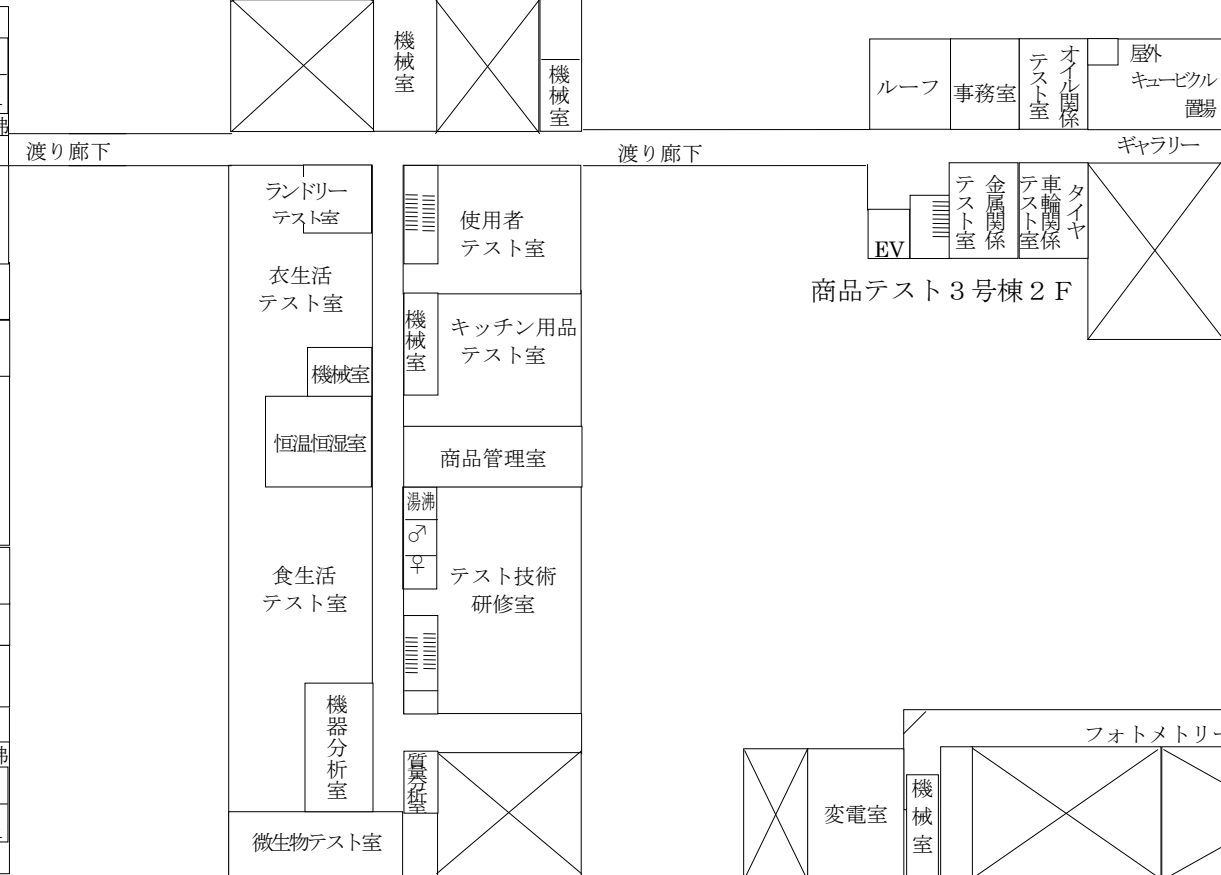 機械室
機械室
ルーフ
事務室
オイル関係
テスト室
屋外
キュービクル
置場
渡り廊下
渡り廊下
ギャラリー
ランドリー
テスト室
使用者
テスト室
金属関係
テスト室
タイヤ
車輪関係
テスト室
EV
衣生活
テスト室
商品テスト3号棟2F
機械室
キッチン用品
テスト室
機械室
恒温恒湿室
商品管理室
湯沸
♂
♀
食生活
テスト室
テスト技術
研修室
機器分析室
質量分析室
フォトメトリー
変電室
機械室
微生物テスト室
沸
沸